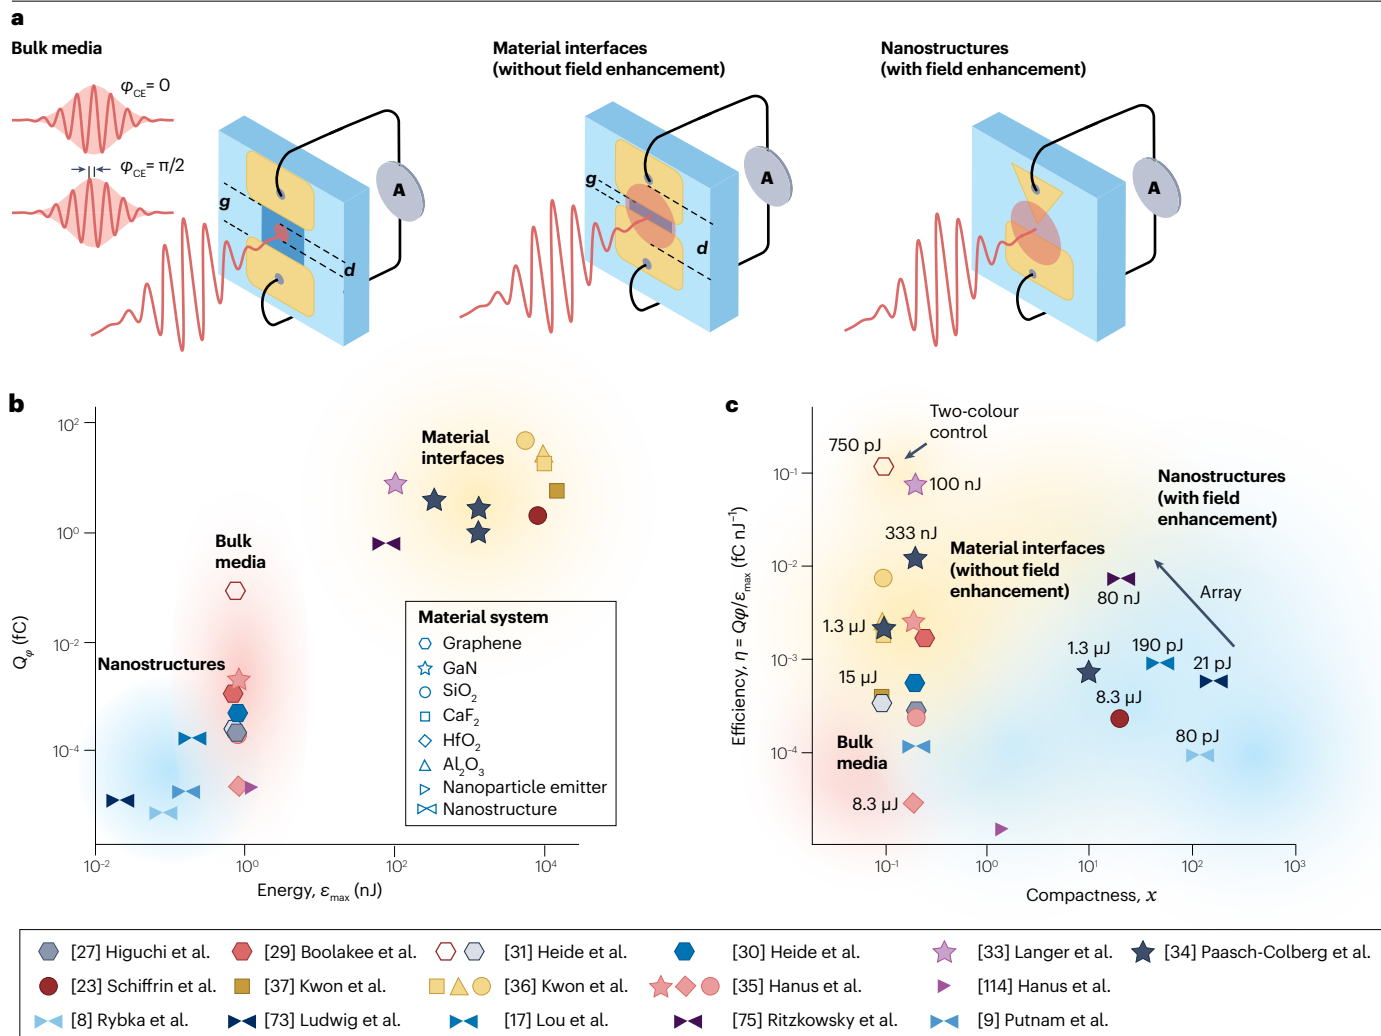 a
Bulk media
φCE = 0
φCE = π/2
g
d
A
Material interfaces
(without field enhancement)
g
d
A
Nanostructures
(with field enhancement)
A
b
Qφ (fC)
10²
10⁰
10⁻²
10⁻⁴
10⁻²
10⁰
10²
10⁴
Energy, εmax (nJ)
Material
interfaces
Bulk
media
Nanostructures
Material system
Graphene
GaN
SiO₂
CaF₂
HfO₂
Al₂O₃
Nanoparticle emitter
Nanostructure
c
Efficiency, η = Qφ/εmax (fC nJ⁻¹)
10⁻¹
10⁻²
10⁻³
10⁻⁴
10⁻¹
10⁰
10¹
10²
10³
Compactness, x
Two-colour
control
750 pJ
100 nJ
333 nJ
Material interfaces
(without field
enhancement)
Nanostructures
(with field
enhancement)
Array
80 nJ
1.3 µJ
1.3 µJ
190 pJ
21 pJ
15 µJ
8.3 µJ
80 pJ
Bulk
media
8.3 µJ
[27] Higuchi et al. [29] Boolakee et al. [31] Heide et al. [30] Heide et al. [33] Langer et al. [34] Paasch-Colberg et al.
[23] Schiffrin et al. [37] Kwon et al. [36] Kwon et al. [35] Hanus et al. [114] Hanus et al.
[8] Rybka et al. [73] Ludwig et al. [17] Lou et al. [75] Ritzkowsky et al. [9] Putnam et al.